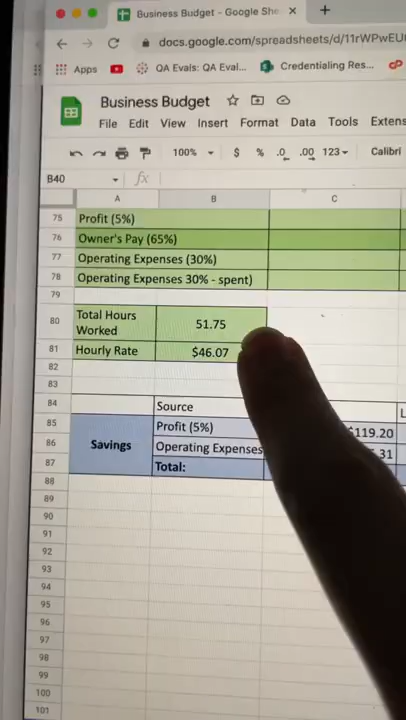 Business Budget - Google She
docs.google.com/spreadsheets/d/11rWPwEU
Apps
QA Evals: QA Eval...
Credentialing Res...
Business Budget
File Edit View Insert Format Data Tools Extens
100% $ % .0 .00 123 Calibri
B40 fx
A B C
75 Profit (5%)
76 Owner's Pay (65%)
77 Operating Expenses (30%)
78 Operating Expenses 30% - spent)
79
80 Total Hours Worked 51.75
81 Hourly Rate $46.07
82
83
84 Source L
85 Profit (5%) $119.20
86 Savings Operating Expenses .31
87 Total:
88
89
90
91
92
93
94
95
96
97
98
99
100
101